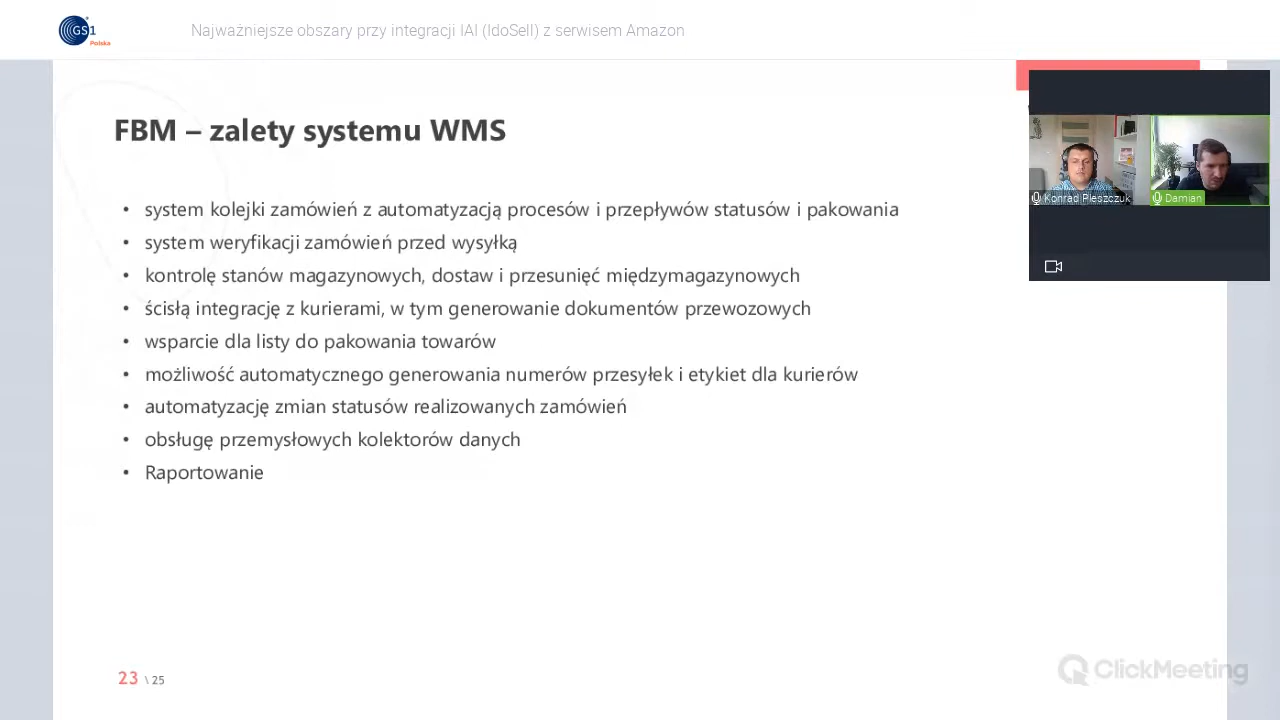 GS1
Polska
Najważniejsze obszary przy integracji IAI (IdoSell) z serwisem Amazon
FBM – zalety systemu WMS
• system kolejki zamówień z automatyzacją procesów i przepływów statusów i pakowania
• system weryfikacji zamówień przed wysyłką
• kontrolę stanów magazynowych, dostaw i przesunięć międzymagazynowych
• ścisłą integrację z kurierami, w tym generowanie dokumentów przewozowych
• wsparcie dla listy do pakowania towarów
• możliwość automatycznego generowania numerów przesyłek i etykiet dla kurierów
• automatyzację zmian statusów realizowanych zamówień
• obsługę przemysłowych kolektorów danych
• Raportowanie
Konrad Pleszczuk
Damian
23 \ 25
ClickMeeting